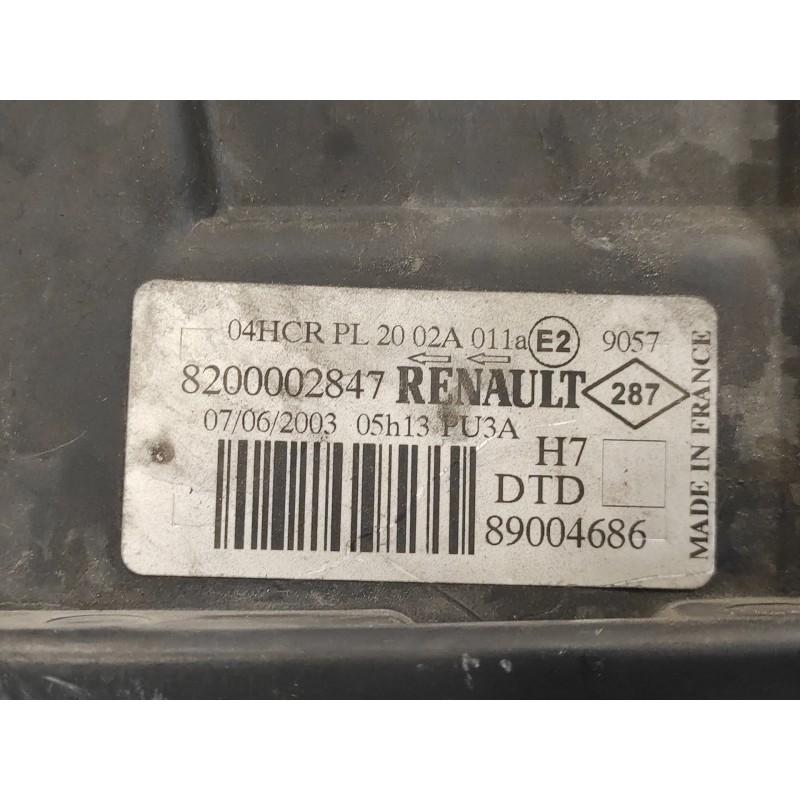 04HCR PL 20 02A 011a E2 9057
8200002847 RENAULT 287
07/06/2003 05h13 PU3A
H7
DTD
89004686
MADE IN FRANCE